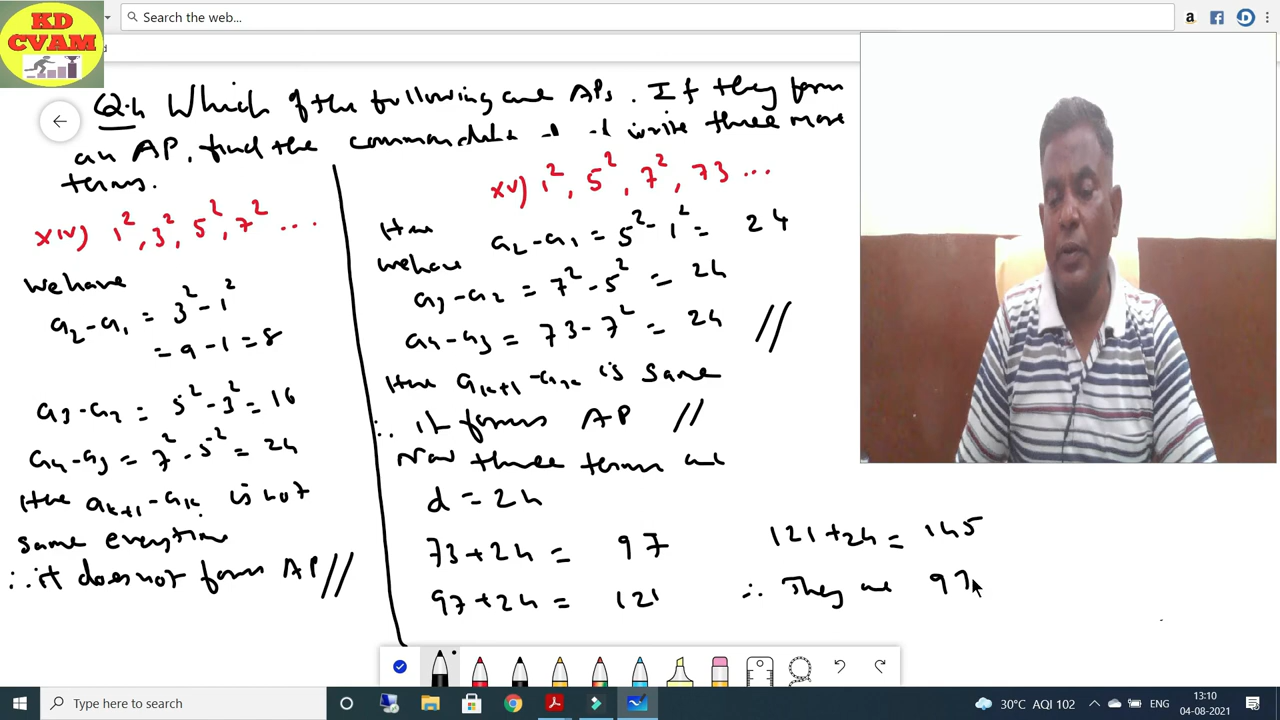 KD
CVAM
Search the web...
Q.4 Which of the following are APs. If they form
an AP, find the common d write three more
terms.
xiv) 1², 3², 5², 7² ...
we have
a₂-a₁ = 3²-1²
= 9-1=8
a₃-a₂ = 5²-3²=16
a₄-a₃ = 7²-5²=24
Here aₖ₊₁-aₖ is not
same everytime
∴ it does not form AP//
xv) 1², 5², 7², 73 ...
Here
we have a₂-a₁ = 5²-1² = 24
a₃-a₂ = 7²-5² = 24
a₄-a₃ = 73-7² = 24 //
Here aₖ₊₁-aₖ is same
∴ it forms AP //
Now three terms are
d = 24
73+24 = 97
97+24 = 121
121+24 = 145
∴ They are 97
Type here to search
30°C AQI 102
ENG
13:10
04-08-2021